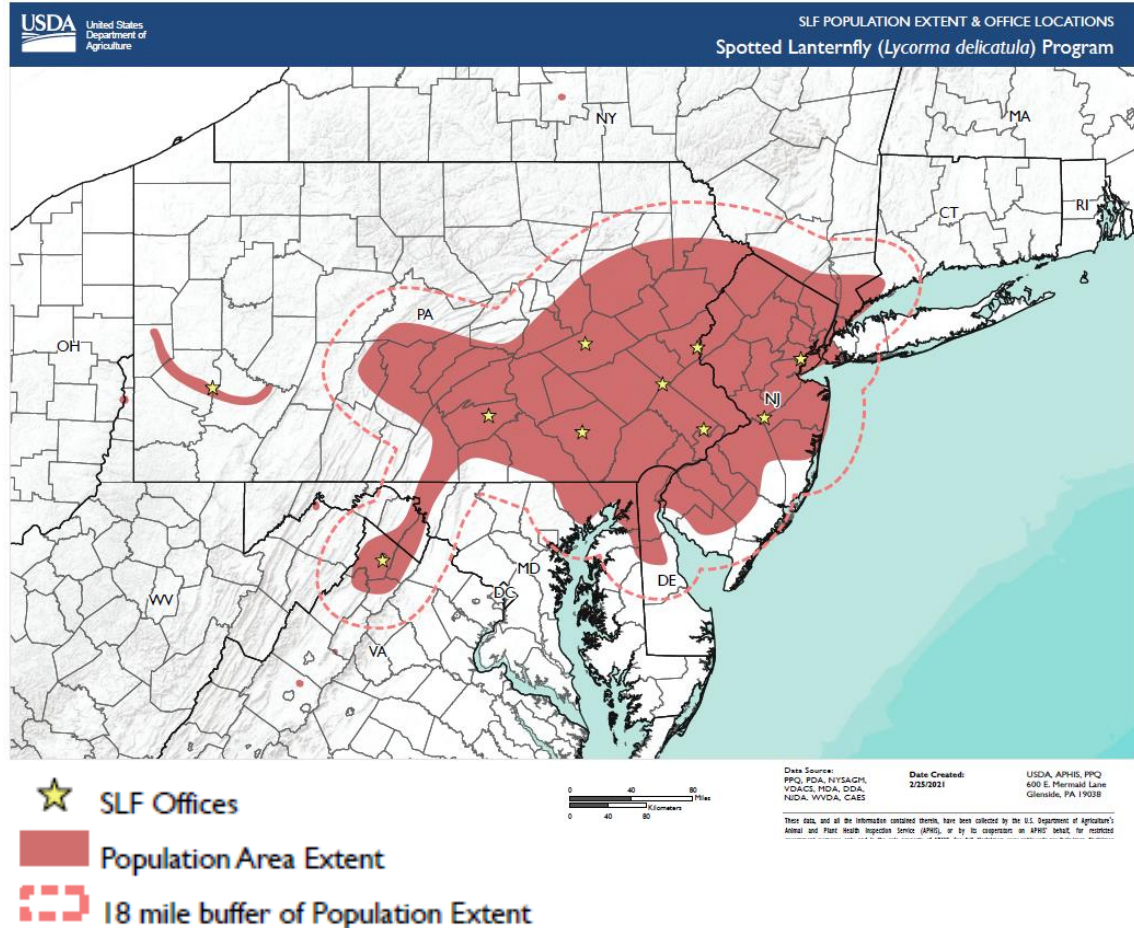 USDA
United States
Department of
Agriculture
SLF POPULATION EXTENT & OFFICE LOCATIONS
Spotted Lanternfly (Lycorma delicatula) Program
NY
MA
CT
RI
PA
OH
NJ
MD
DE
DC
WV
VA
SLF Offices
Population Area Extent
18 mile buffer of Population Extent
0 40 80
Miles
Kilometers
0 40 80
Data Source:
PPQ, PDA, NYSAGM,
VDACS, MDA, DDA,
NJDA, WVDA, CAES
Date Created:
2/25/2021
USDA, APHIS, PPQ
600 E. Mermaid Lane
Glenside, PA 19038
These data, and all the information contained therein, have been collected by the U.S. Department of Agriculture's
Animal and Plant Health Inspection Service (APHIS), or by its cooperators on APHIS' behalf, for restricted